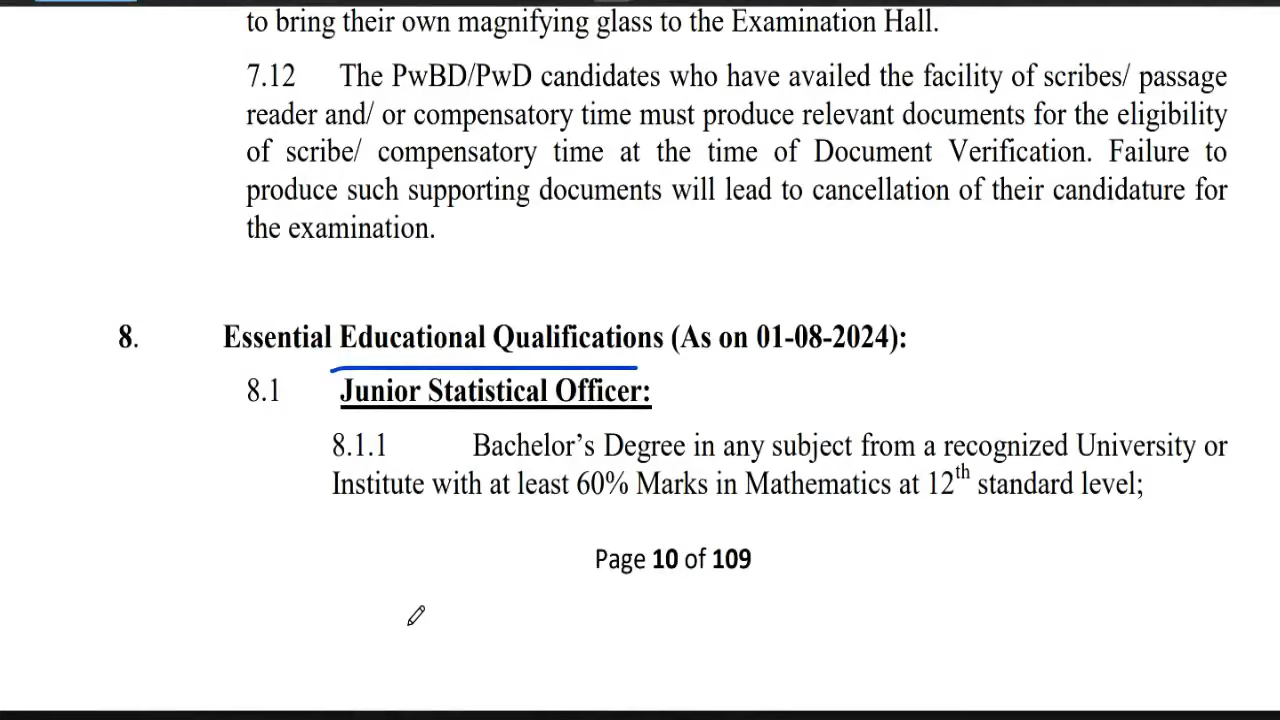 to bring their own magnifying glass to the Examination Hall.
7.12 The PwBD/PwD candidates who have availed the facility of scribes/ passage
reader and/ or compensatory time must produce relevant documents for the eligibility
of scribe/ compensatory time at the time of Document Verification. Failure to
produce such supporting documents will lead to cancellation of their candidature for
the examination.
8. Essential Educational Qualifications (As on 01-08-2024):
8.1 Junior Statistical Officer:
8.1.1 Bachelor’s Degree in any subject from a recognized University or
Institute with at least 60% Marks in Mathematics at 12th standard level;
Page 10 of 109